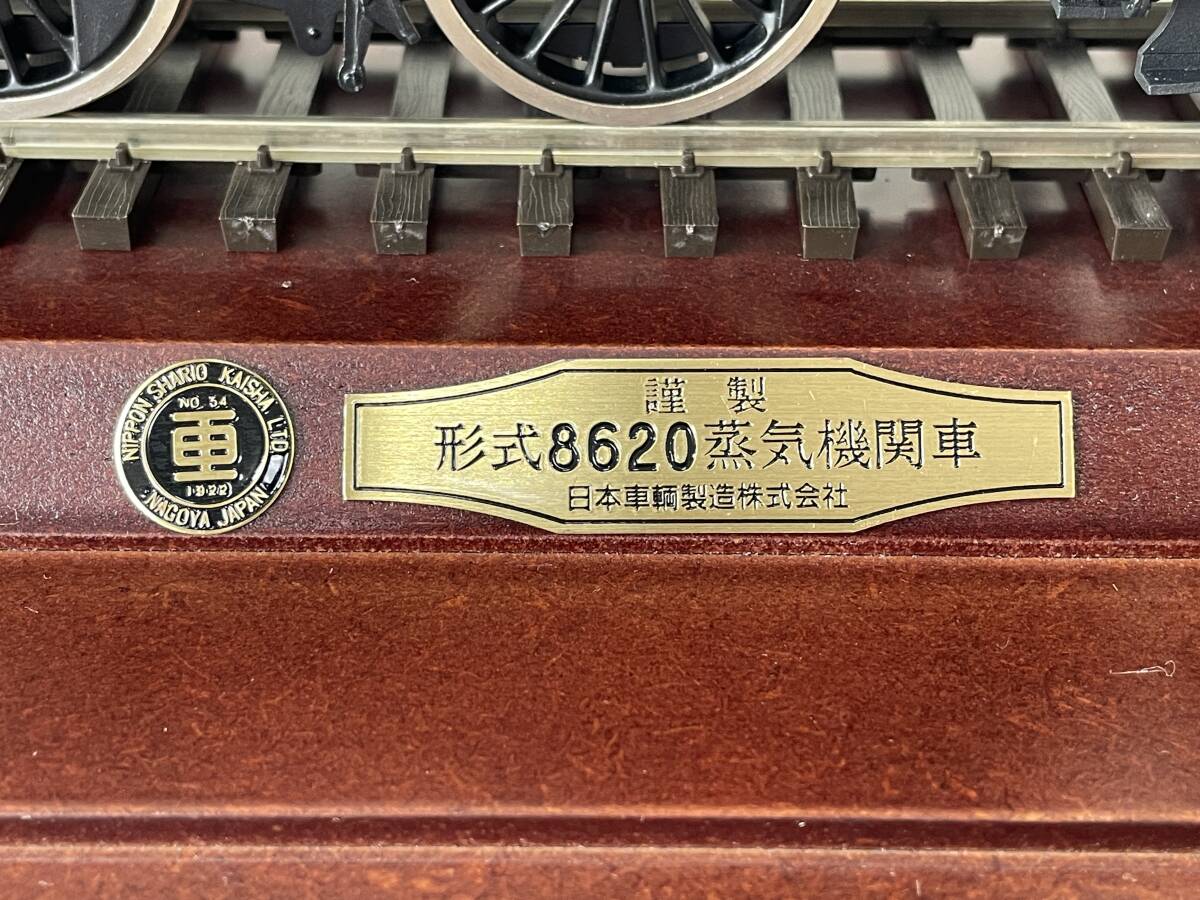 NIPPON SHARIO KAISHA LTD.
NO. 54
車
(1922)
NAGOYA JAPAN
謹製
形式8620蒸気機関車
日本車輌製造株式会社